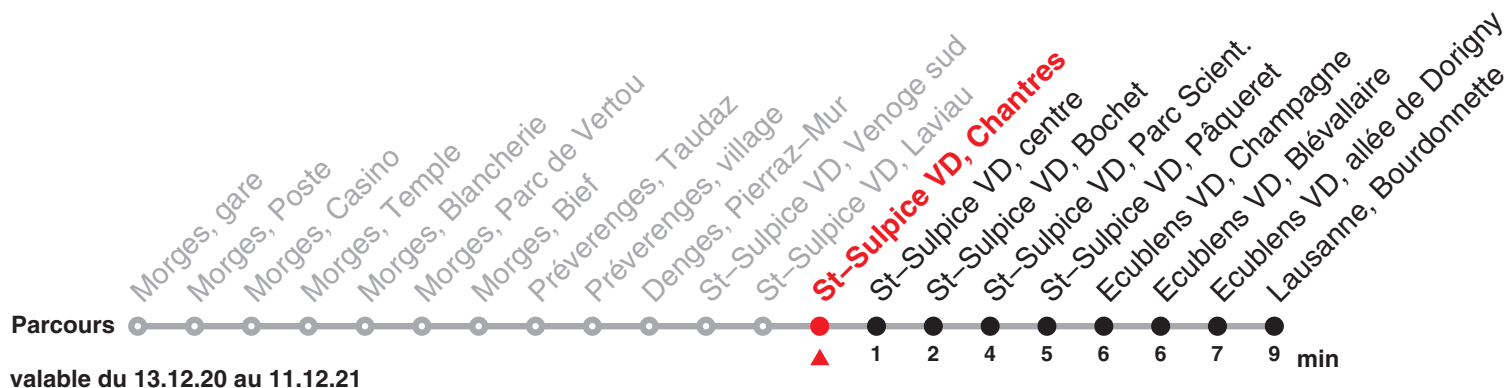 Morges, gare
Morges, Poste
Morges, Casino
Morges, Temple
Morges, Blancherie
Morges, Parc de Vertou
Morges, Bief
Préverenges, Taudaz
Préverenges, village
Denges, Pierraz–Mur
St–Sulpice VD, Venoge sud
St–Sulpice VD, Laviau
St–Sulpice VD, Chantres
St–Sulpice VD, centre
St–Sulpice VD, Bochet
St–Sulpice VD, Parc Scient.
St–Sulpice VD, Pâqueret
Ecublens VD, Champagne
Ecublens VD, Blévallaire
Ecublens VD, allée de Dorigny
Lausanne, Bourdonnette
Parcours
1 2 4 5 6 6 7 9 min
valable du 13.12.20 au 11.12.21